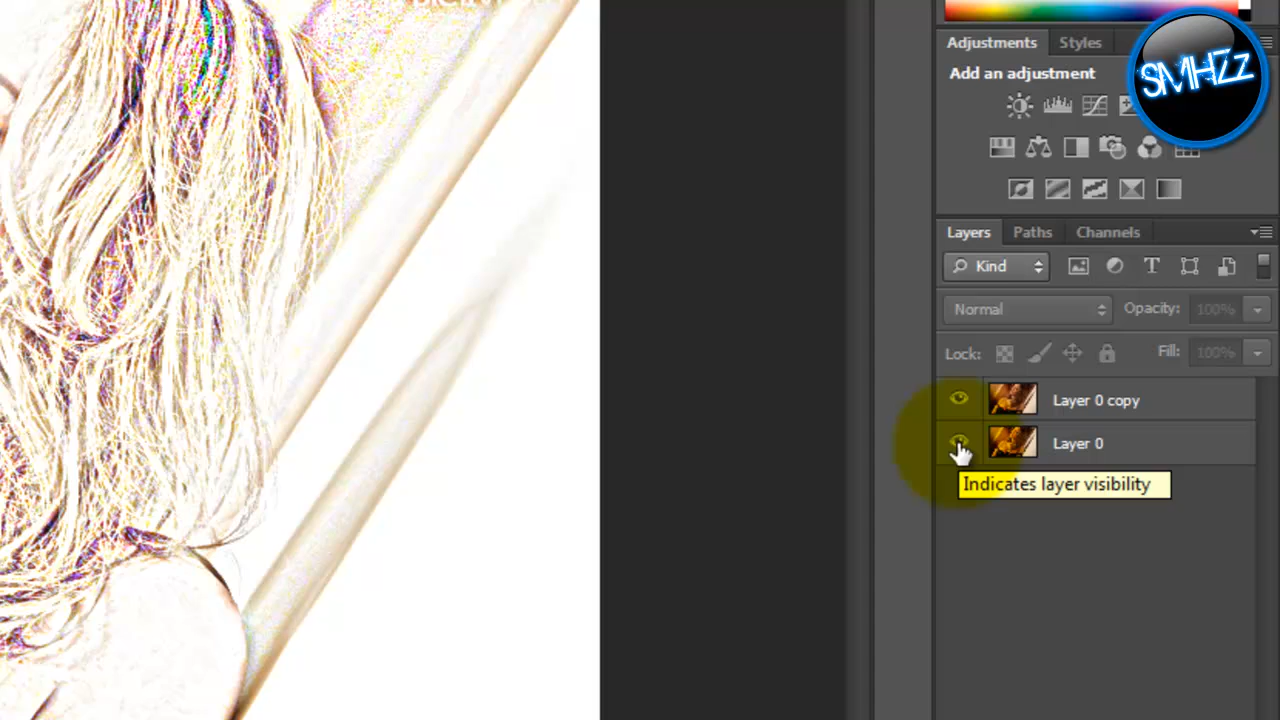 Adjustments Styles
SMHZz
Add an adjustment
Layers Paths Channels
Kind T
Normal Opacity: 100%
Lock: Fill: 100%
Layer 0 copy
Layer 0
Indicates layer visibility